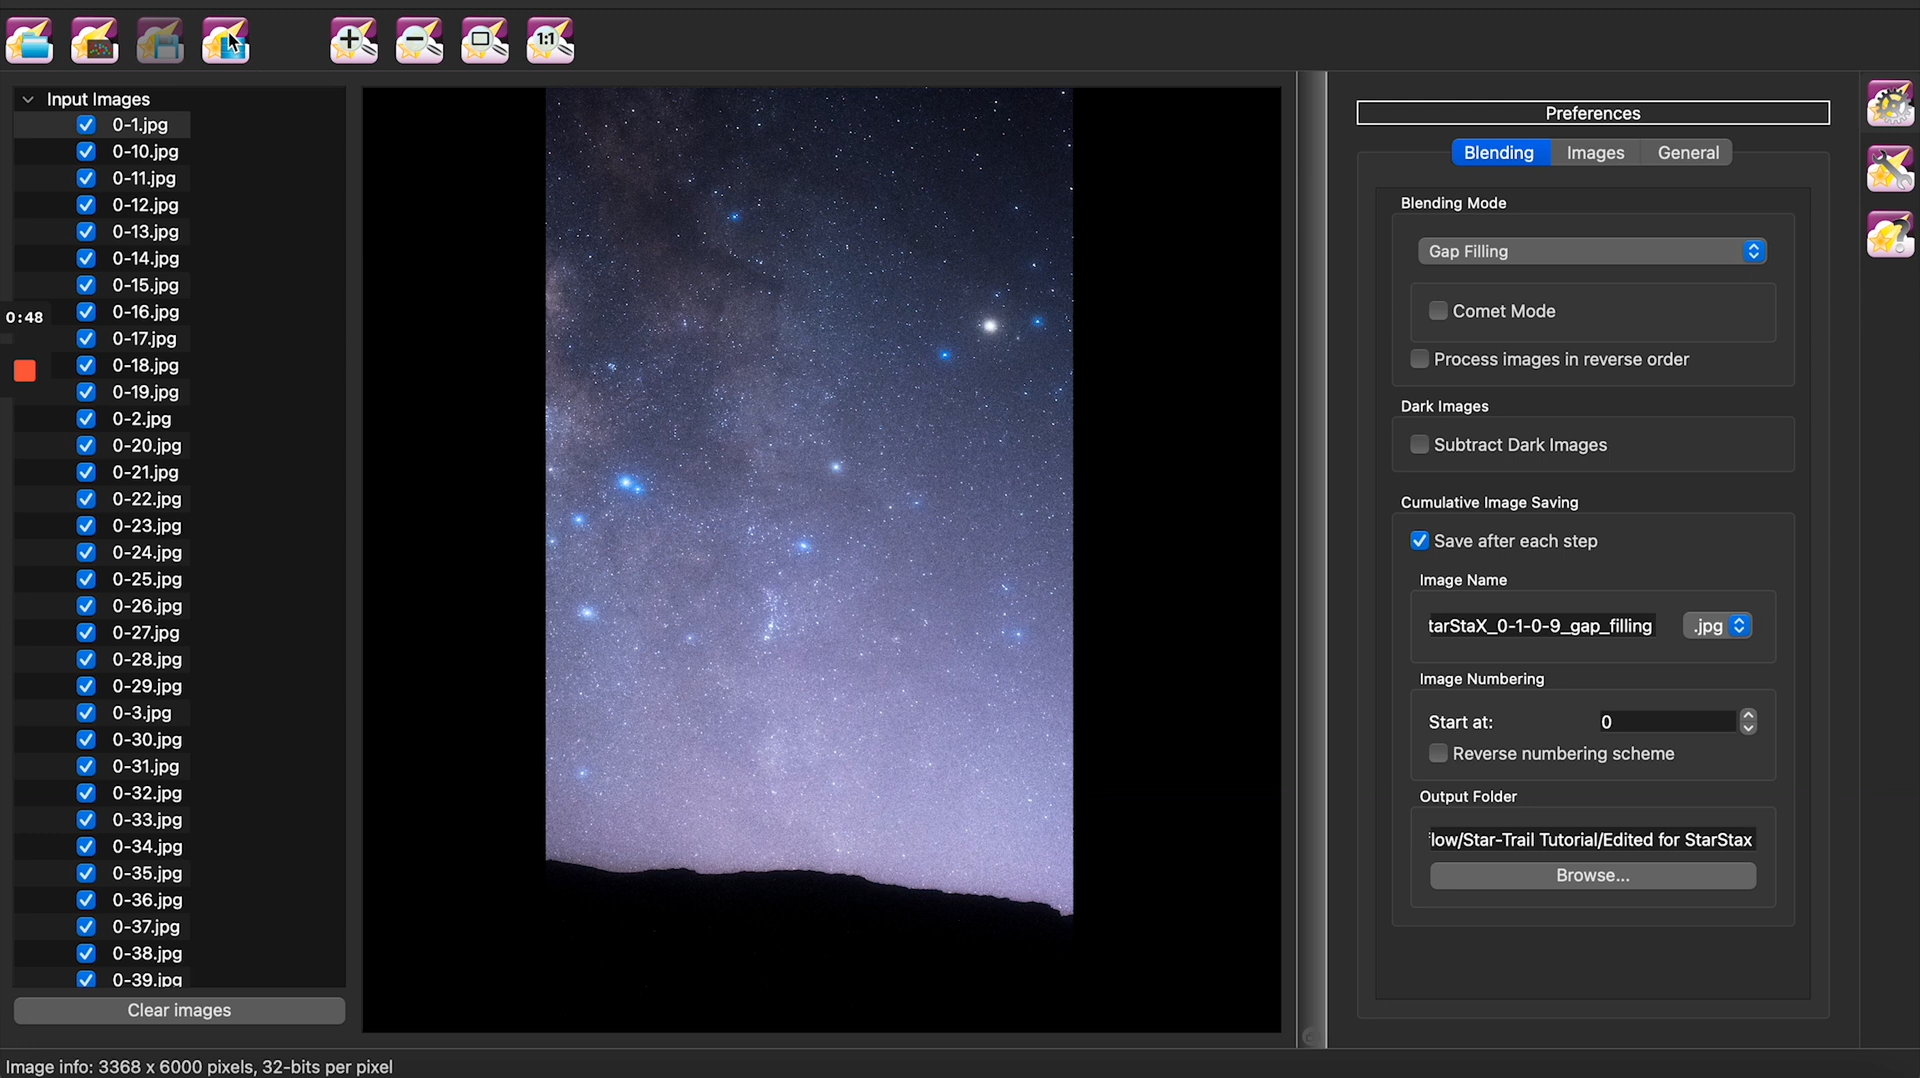 1:1
Input Images
0-1.jpg
0-10.jpg
0-11.jpg
0-12.jpg
0-13.jpg
0-14.jpg
0-15.jpg
0-16.jpg
0-17.jpg
0-18.jpg
0-19.jpg
0-2.jpg
0-20.jpg
0-21.jpg
0-22.jpg
0-23.jpg
0-24.jpg
0-25.jpg
0-26.jpg
0-27.jpg
0-28.jpg
0-29.jpg
0-3.jpg
0-30.jpg
0-31.jpg
0-32.jpg
0-33.jpg
0-34.jpg
0-35.jpg
0-36.jpg
0-37.jpg
0-38.jpg
0-39.jpg
Clear images
0:48
Preferences
Blending Images General
Blending Mode
Gap Filling
Comet Mode
Process images in reverse order
Dark Images
Subtract Dark Images
Cumulative Image Saving
Save after each step
Image Name
tarStaX_0-1-0-9_gap_filling .jpg
Image Numbering
Start at: 0
Reverse numbering scheme
Output Folder
low/Star-Trail Tutorial/Edited for StarStax
Browse...
Image info: 3368 x 6000 pixels, 32-bits per pixel